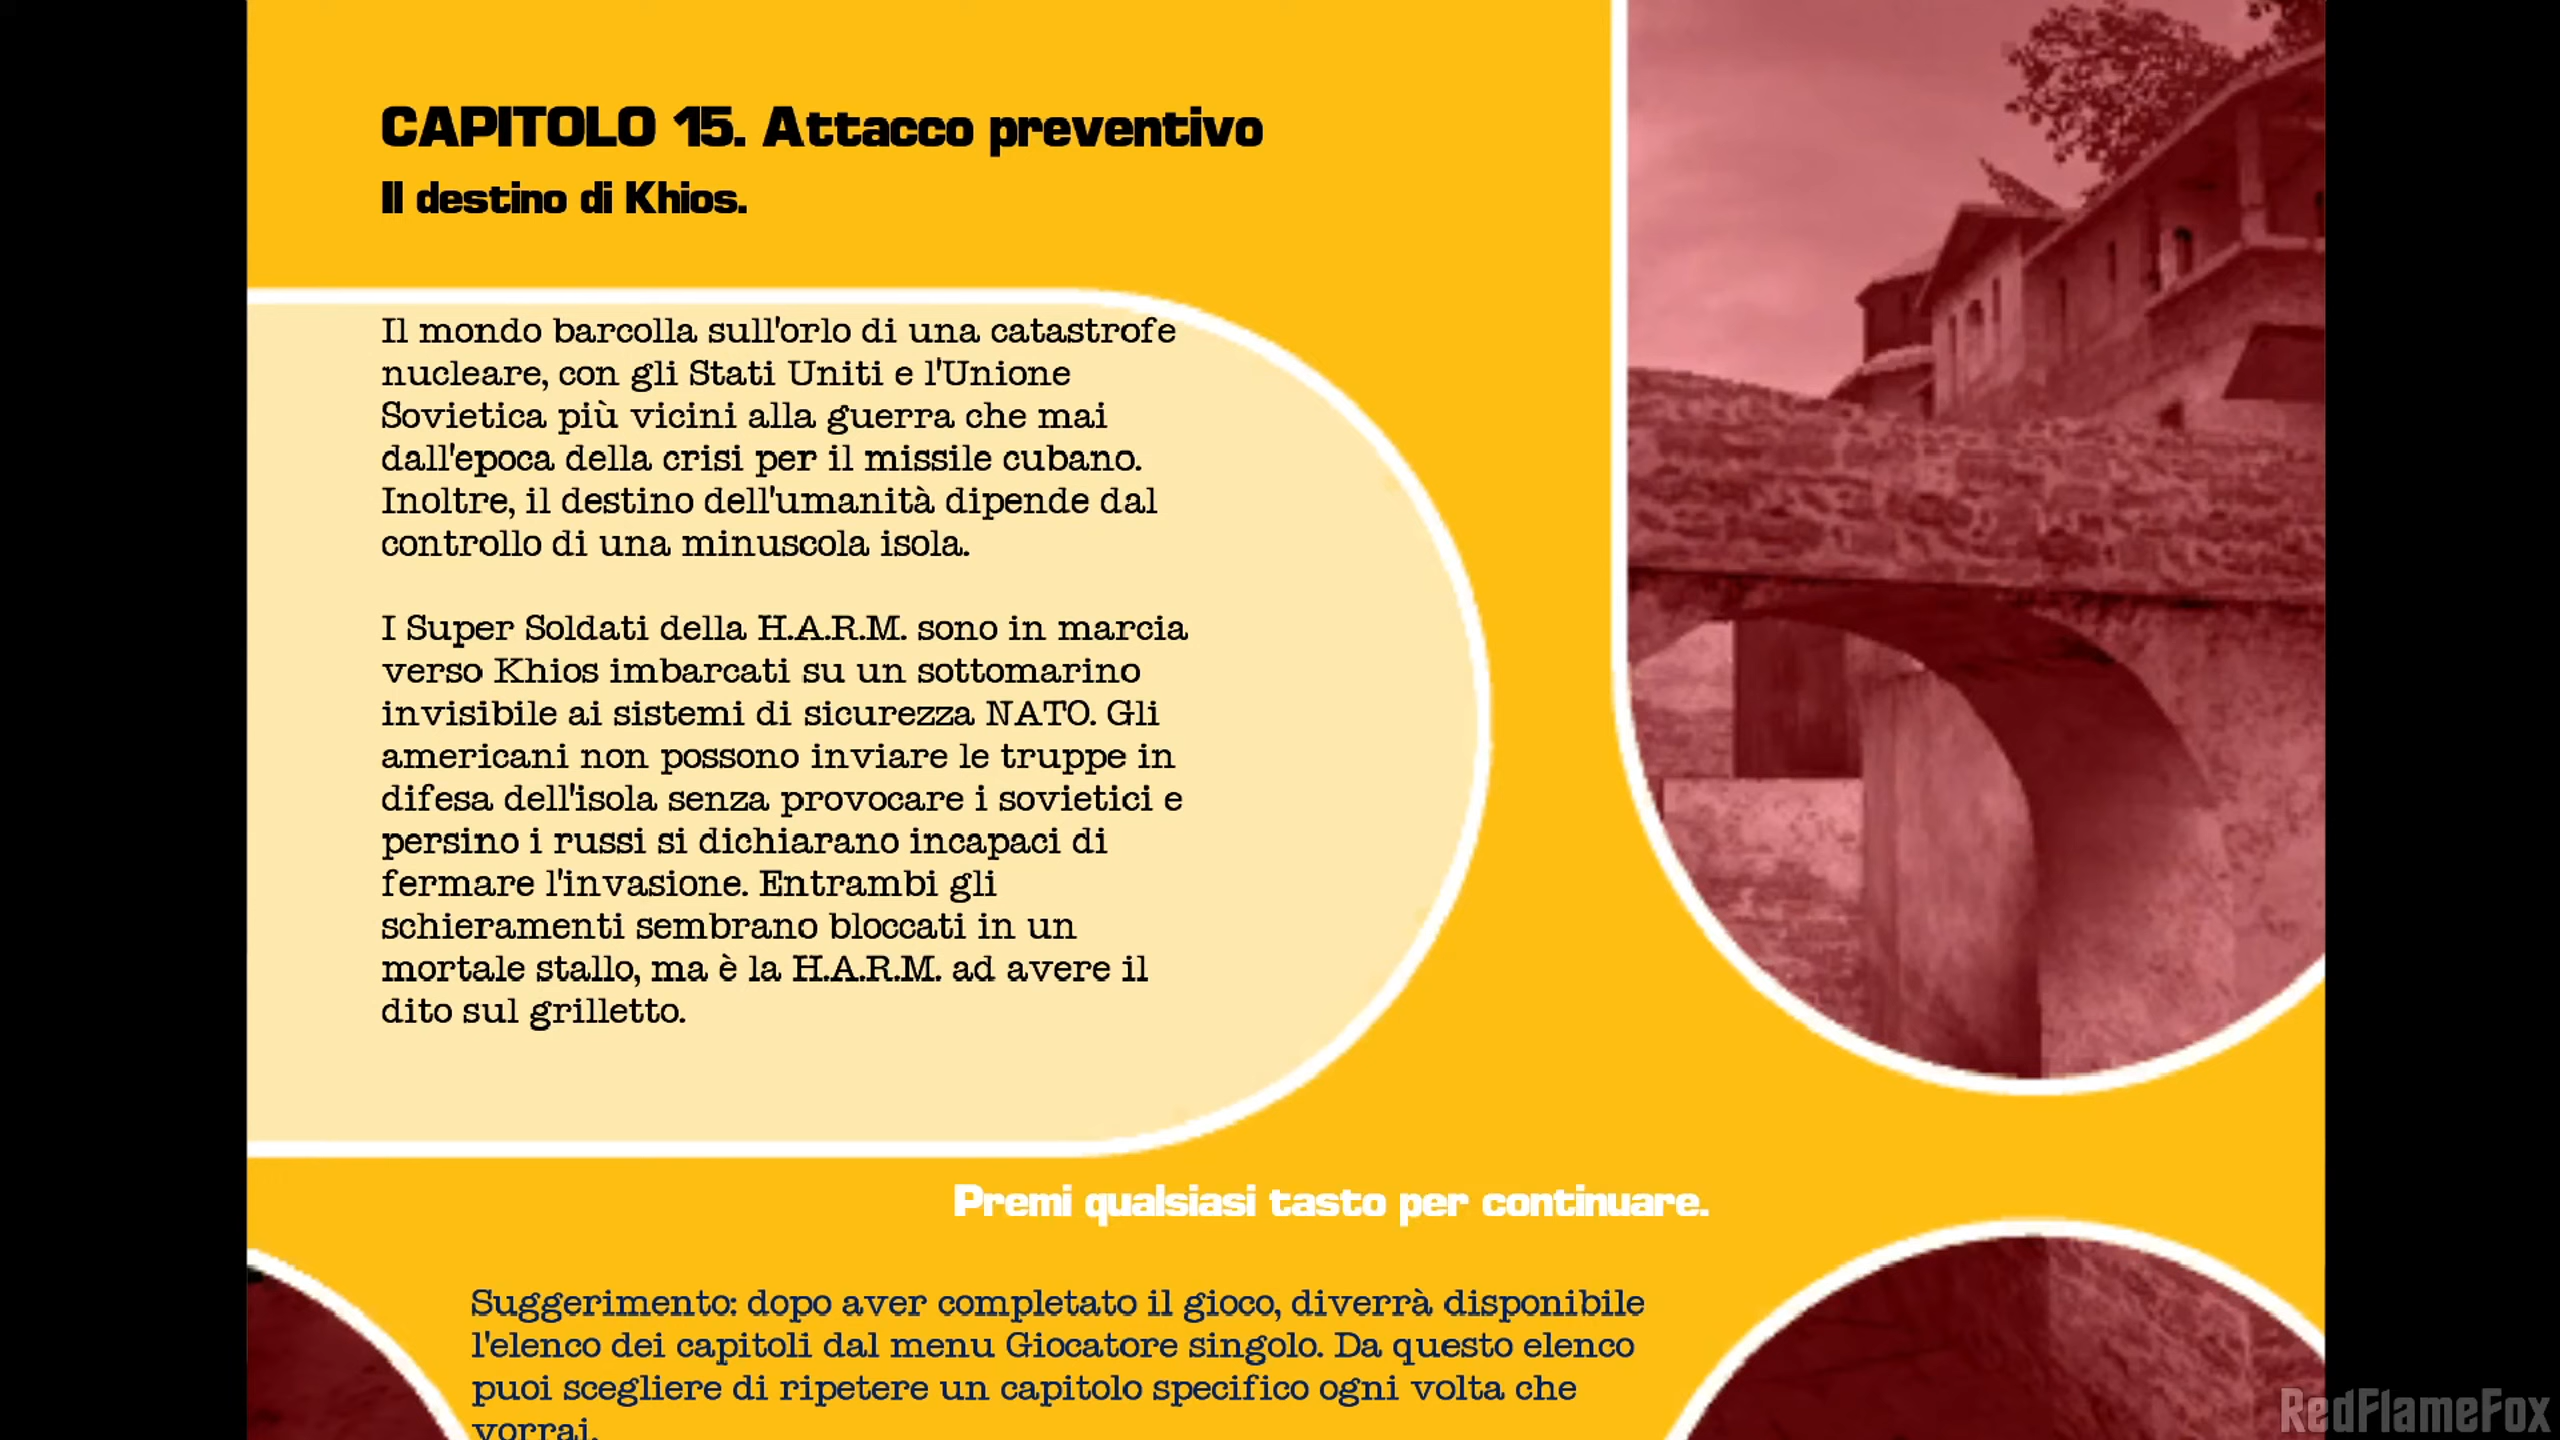 CAPITOLO 15. Attacco preventivo
Il destino di Khios.
Il mondo barcolla sull'orlo di una catastrofe
nucleare, con gli Stati Uniti e l'Unione
Sovietica più vicini alla guerra che mai
dall'epoca della crisi per il missile cubano.
Inoltre, il destino dell'umanità dipende dal
controllo di una minuscola isola.
I Super Soldati della H.A.R.M. sono in marcia
verso Khios imbarcati su un sottomarino
invisibile ai sistemi di sicurezza NATO. Gli
americani non possono inviare le truppe in
difesa dell'isola senza provocare i sovietici e
persino i russi si dichiarano incapaci di
fermare l'invasione. Entrambi gli
schieramenti sembrano bloccati in un
mortale stallo, ma è la H.A.R.M. ad avere il
dito sul grilletto.
Premi qualsiasi tasto per continuare.
Suggerimento: dopo aver completato il gioco, diverrà disponibile
l'elenco dei capitoli dal menu Giocatore singolo. Da questo elenco
puoi scegliere di ripetere un capitolo specifico ogni volta che
vorrai.
RedFlameFox